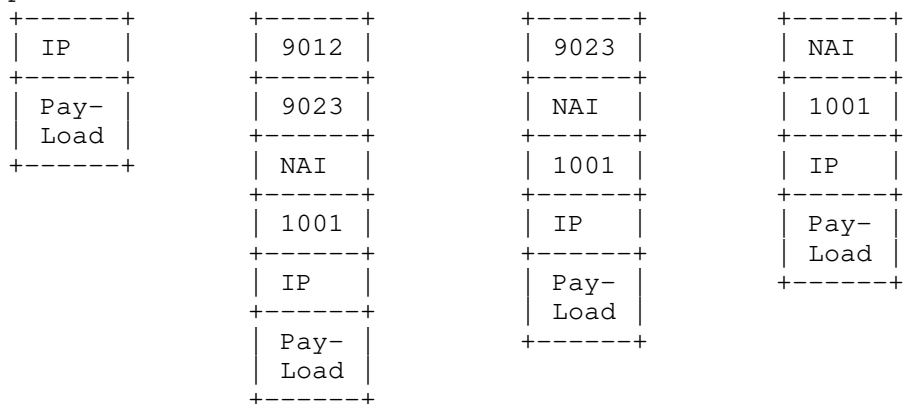 +------+       +------+         +------+        +------+
| IP   |       | 9012 |         | 9023 |        | NAI  |
+------+       +------+         +------+        +------+
| Pay- |       | 9023 |         | NAI  |        | 1001 |
| Load |       +------+         +------+        +------+
+------+       | NAI  |         | 1001 |        | IP   |
               +------+         +------+        +------+
               | 1001 |         | IP   |        | Pay- |
               +------+         +------+        | Load |
               | IP   |         | Pay- |        +------+
               +------+         | Load |
               | Pay- |         +------+
               | Load |
               +------+